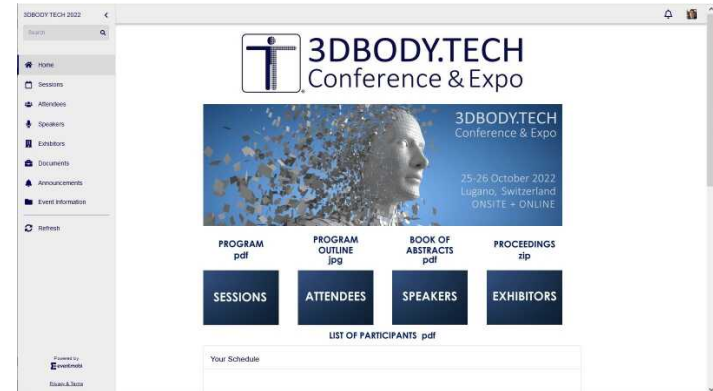 3DBODY.TECH 2022
Search
Home
Sessions
Attendees
Speakers
Exhibitors
Documents
Announcements
Event Information
Refresh
Powered by
eventmobi
Privacy & Terms
3DBODY.TECH
Conference & Expo
3DBODY.TECH
Conference & Expo
25-26 October 2022
Lugano, Switzerland
ONSITE + ONLINE
PROGRAM
pdf
PROGRAM
OUTLINE
jpg
BOOK OF
ABSTRACTS
pdf
PROCEEDINGS
zip
SESSIONS
ATTENDEES
SPEAKERS
EXHIBITORS
LIST OF PARTICIPANTS pdf
Your Schedule